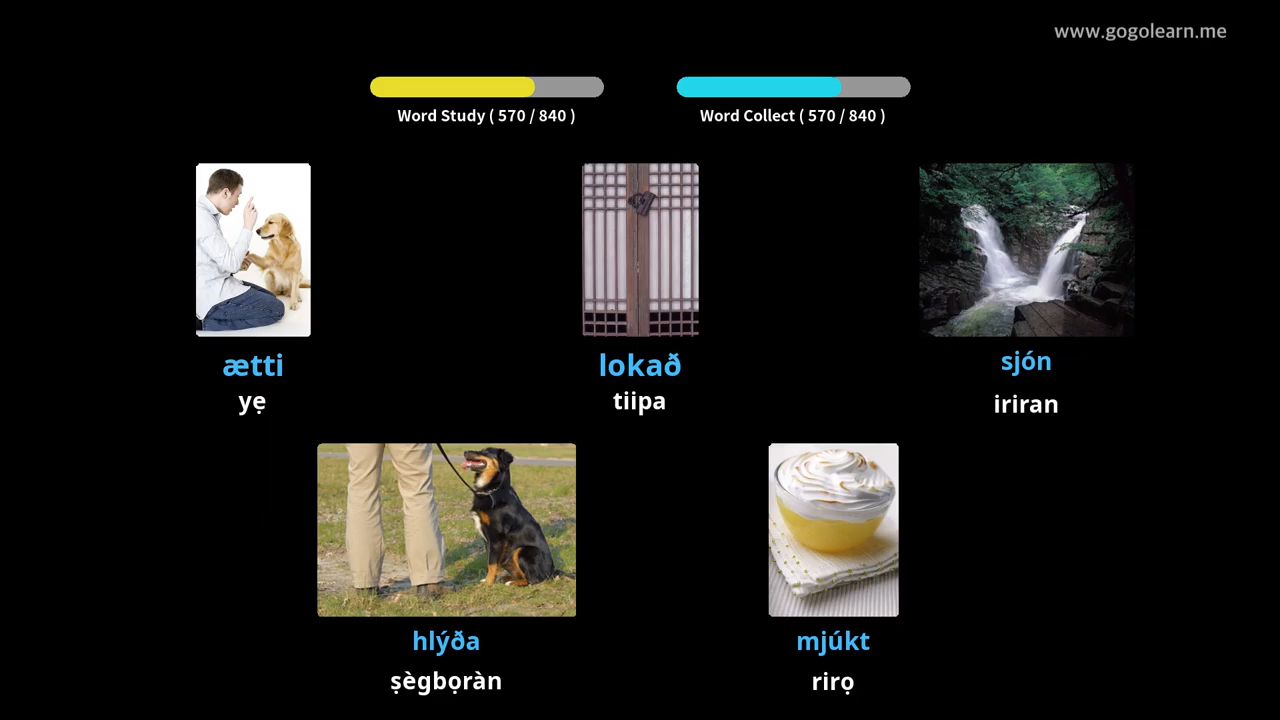 www.gogolearn.me
Word Study ( 570 / 840 )
Word Collect ( 570 / 840 )
ætti
yẹ
lokað
tiipa
sjón
iriran
hlýða
ṣègbọràn
mjúkt
rirọ